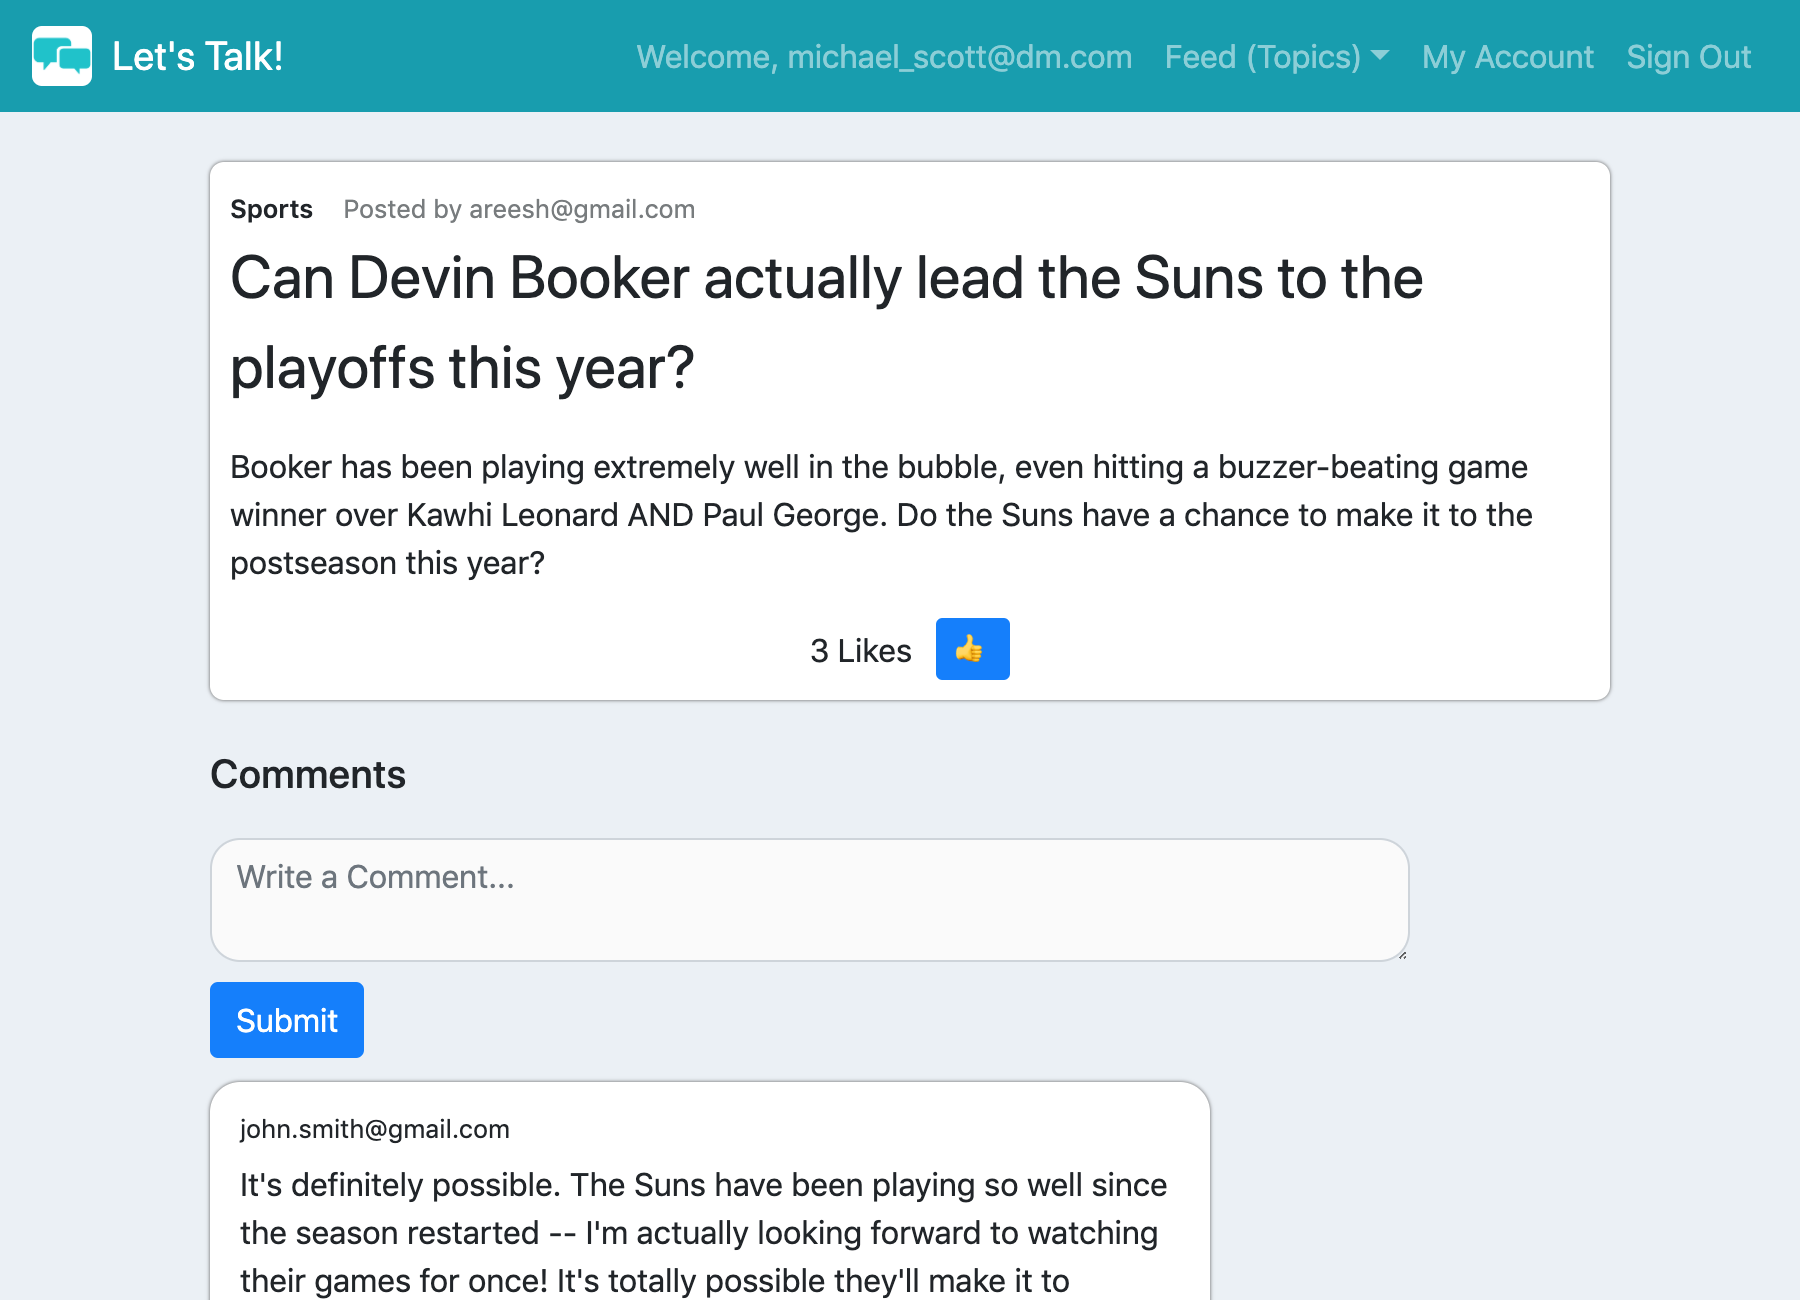 Let's Talk!
Welcome, michael_scott@dm.com Feed (Topics) My Account Sign Out
Sports Posted by areesh@gmail.com
Can Devin Booker actually lead the Suns to the
playoffs this year?
Booker has been playing extremely well in the bubble, even hitting a buzzer-beating game
winner over Kawhi Leonard AND Paul George. Do the Suns have a chance to make it to the
postseason this year?
3 Likes 👍
Comments
Write a Comment...
Submit
john.smith@gmail.com
It's definitely possible. The Suns have been playing so well since
the season restarted -- I'm actually looking forward to watching
their games for once! It's totally possible they'll make it to